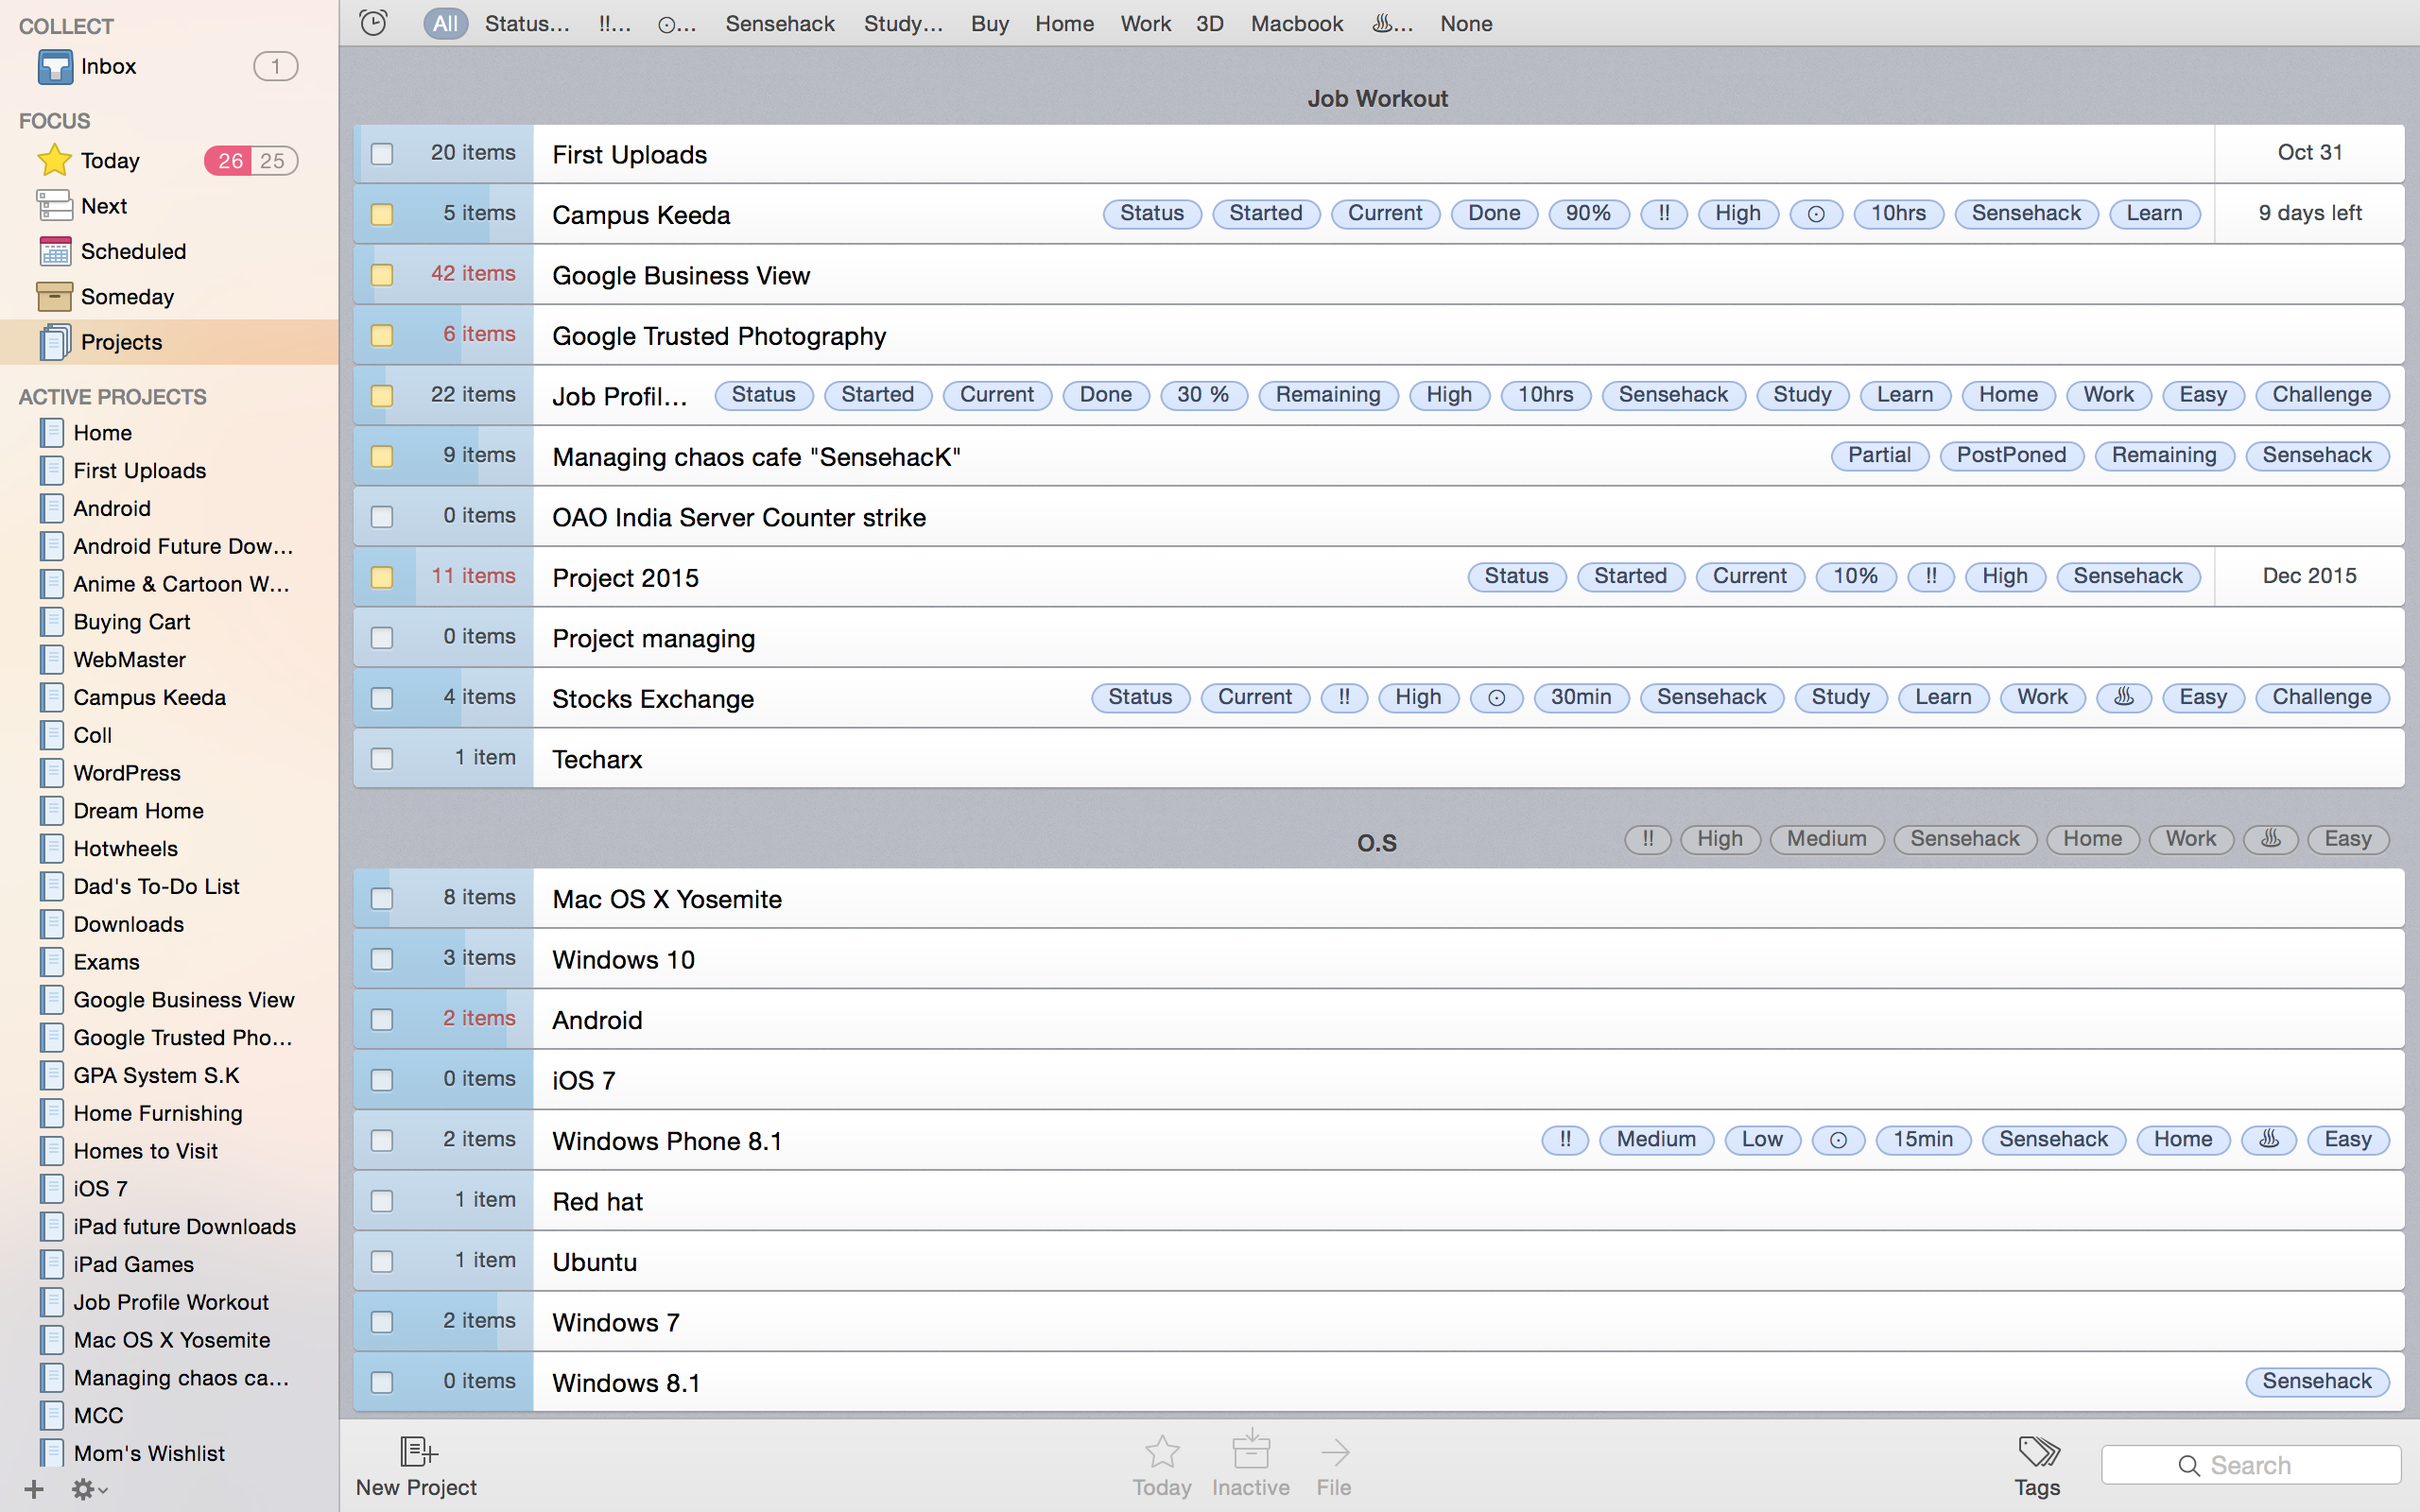 COLLECT
Inbox 1
FOCUS
Today 26 25
Next
Scheduled
Someday
Projects
ACTIVE PROJECTS
Home
First Uploads
Android
Android Future Dow...
Anime & Cartoon W...
Buying Cart
WebMaster
Campus Keeda
Coll
WordPress
Dream Home
Hotwheels
Dad's To-Do List
Downloads
Exams
Google Business View
Google Trusted Pho...
GPA System S.K
Home Furnishing
Homes to Visit
iOS 7
iPad future Downloads
iPad Games
Job Profile Workout
Mac OS X Yosemite
Managing chaos ca...
MCC
Mom's Wishlist
All Status... !!... ⊙... Sensehack Study... Buy Home Work 3D Macbook ♨... None
Job Workout
20 items First Uploads Oct 31
5 items Campus Keeda Status Started Current Done 90% !! High ⊙ 10hrs Sensehack Learn 9 days left
42 items Google Business View
6 items Google Trusted Photography
22 items Job Profil... Status Started Current Done 30 % Remaining High 10hrs Sensehack Study Learn Home Work Easy Challenge
9 items Managing chaos cafe "SensehacK" Partial PostPoned Remaining Sensehack
0 items OAO India Server Counter strike
11 items Project 2015 Status Started Current 10% !! High Sensehack Dec 2015
0 items Project managing
4 items Stocks Exchange Status Current !! High ⊙ 30min Sensehack Study Learn Work ♨ Easy Challenge
1 item Techarx
O.S !! High Medium Sensehack Home Work ♨ Easy
8 items Mac OS X Yosemite
3 items Windows 10
2 items Android
0 items iOS 7
2 items Windows Phone 8.1 !! Medium Low ⊙ 15min Sensehack Home ♨ Easy
1 item Red hat
1 item Ubuntu
2 items Windows 7
0 items Windows 8.1 Sensehack
New Project Today Inactive File Tags Search